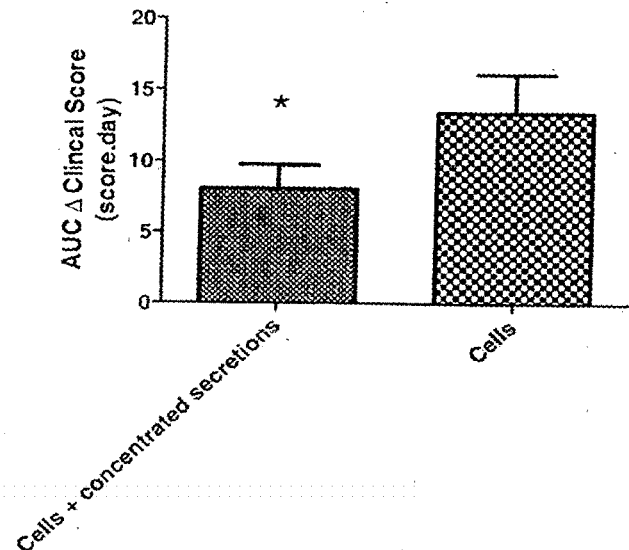 AUC Δ Clincal Score
(score.day)
20
15
10
5
0
*
Cells + concentrated secretions
Cells